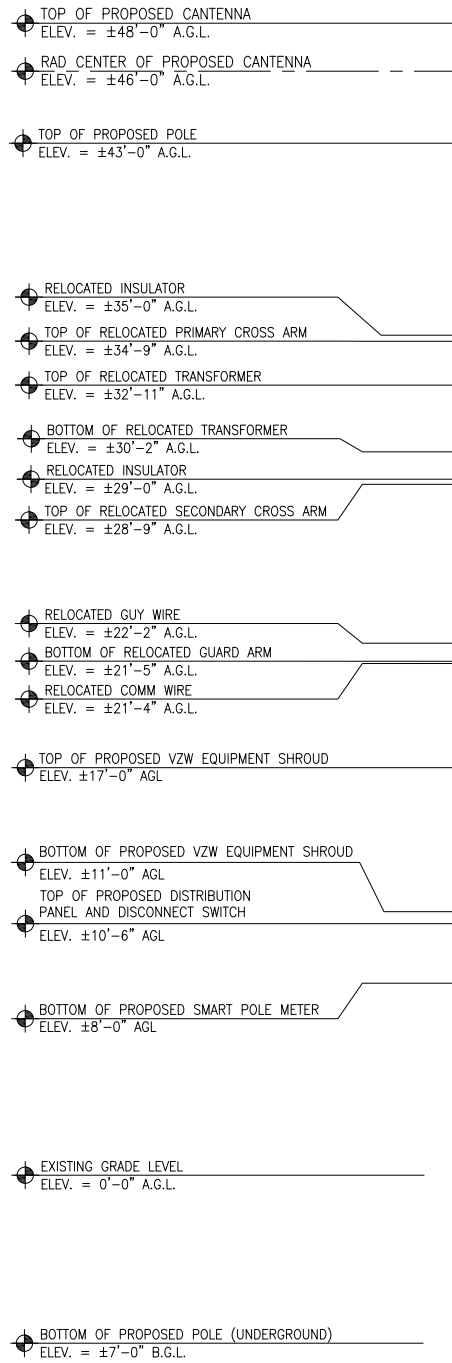 TOP OF PROPOSED CANTENNA
ELEV. = ±48'-0" A.G.L.
RAD CENTER OF PROPOSED CANTENNA
ELEV. = ±46'-0" A.G.L.
TOP OF PROPOSED POLE
ELEV. = ±43'-0" A.G.L.
RELOCATED INSULATOR
ELEV. = ±35'-0" A.G.L.
TOP OF RELOCATED PRIMARY CROSS ARM
ELEV. = ±34'-9" A.G.L.
TOP OF RELOCATED TRANSFORMER
ELEV. = ±32'-11" A.G.L.
BOTTOM OF RELOCATED TRANSFORMER
ELEV. = ±30'-2" A.G.L.
RELOCATED INSULATOR
ELEV. = ±29'-0" A.G.L.
TOP OF RELOCATED SECONDARY CROSS ARM
ELEV. = ±28'-9" A.G.L.
RELOCATED GUY WIRE
ELEV. = ±22'-2" A.G.L.
BOTTOM OF RELOCATED GUARD ARM
ELEV. = ±21'-5" A.G.L.
RELOCATED COMM WIRE
ELEV. = ±21'-4" A.G.L.
TOP OF PROPOSED VZW EQUIPMENT SHROUD
ELEV. ±17'-0" AGL
BOTTOM OF PROPOSED VZW EQUIPMENT SHROUD
ELEV. ±11'-0" AGL
TOP OF PROPOSED DISTRIBUTION
PANEL AND DISCONNECT SWITCH
ELEV. ±10'-6" AGL
BOTTOM OF PROPOSED SMART POLE METER
ELEV. ±8'-0" AGL
EXISTING GRADE LEVEL
ELEV. = 0'-0" A.G.L.
BOTTOM OF PROPOSED POLE (UNDERGROUND)
ELEV. = ±7'-0" B.G.L.